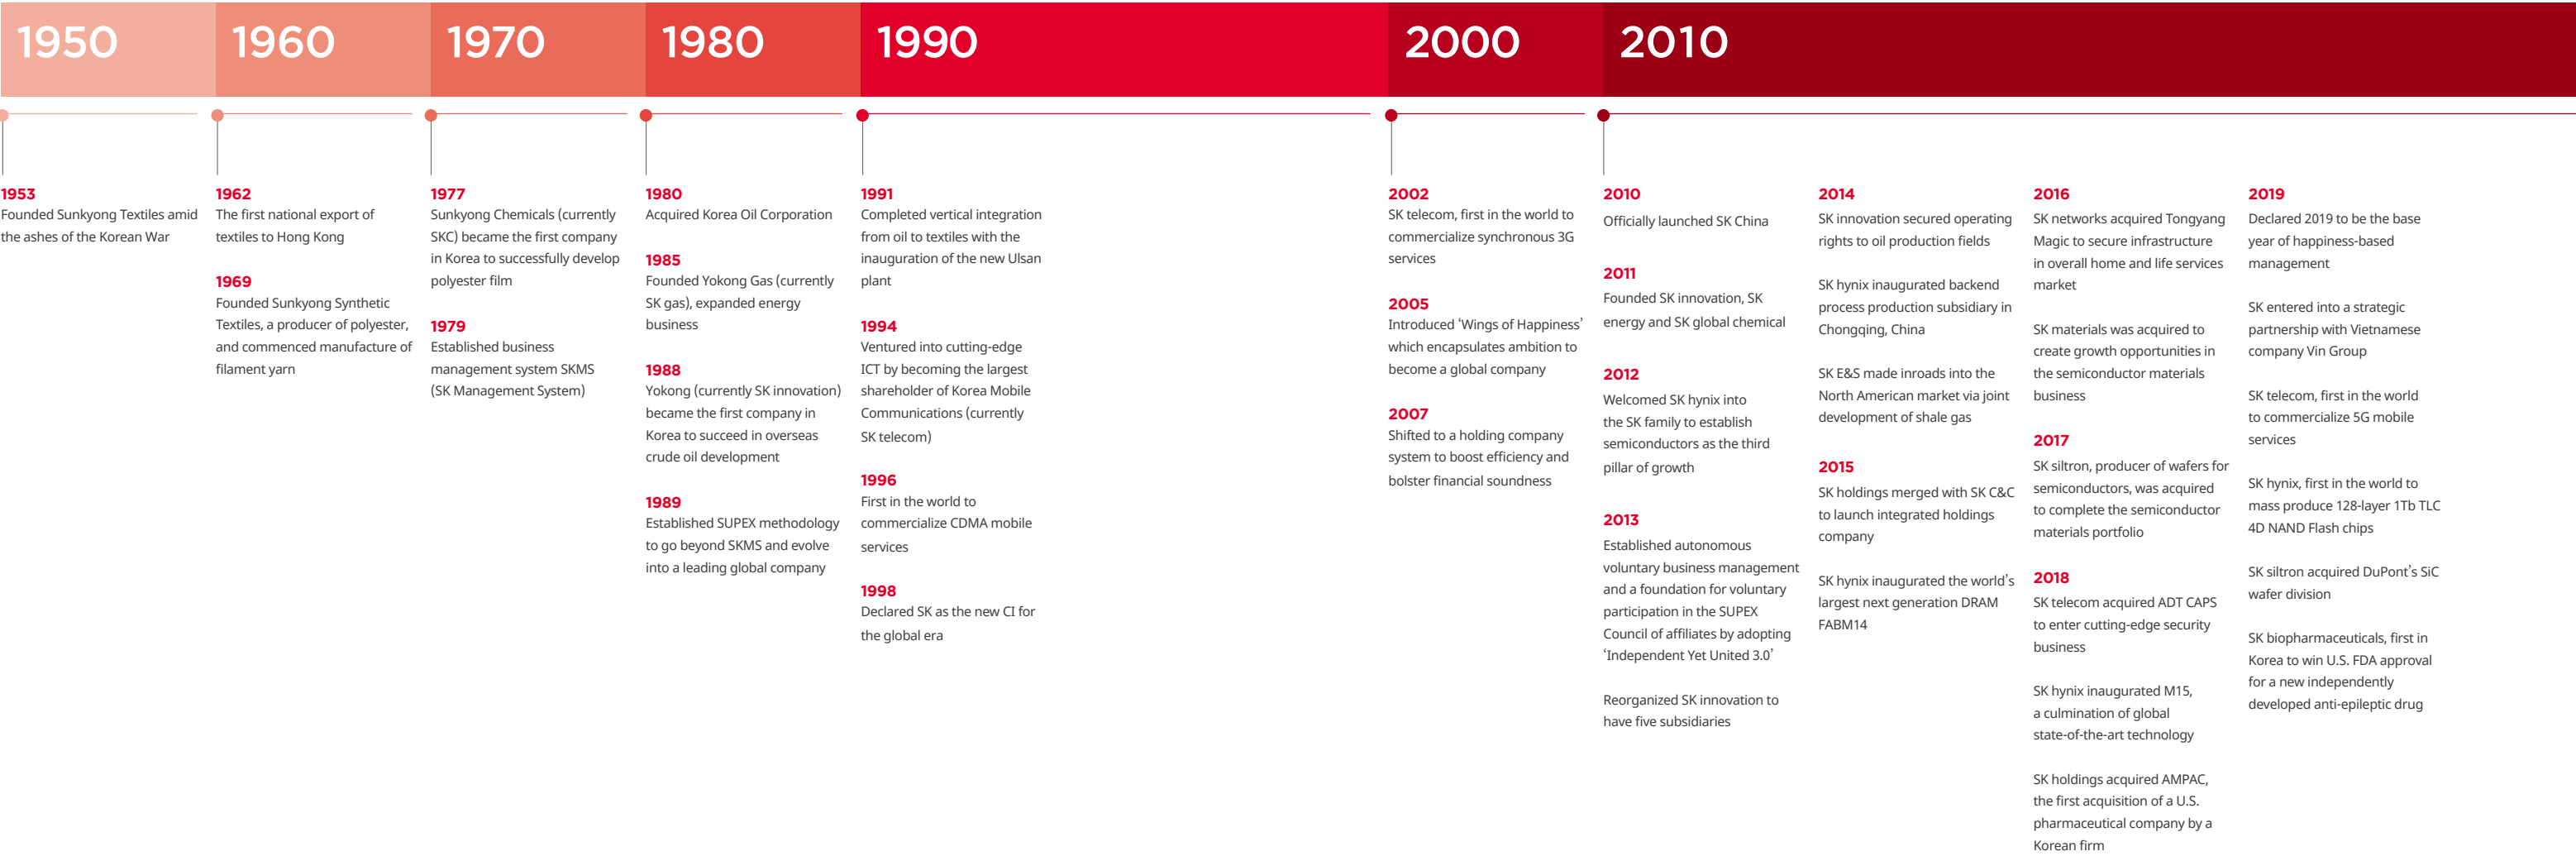 1950
1960
1970
1980
1990
2000
2010
1953
Founded Sunkyong Textiles amid
the ashes of the Korean War
1962
The first national export of
textiles to Hong Kong
1969
Founded Sunkyong Synthetic
Textiles, a producer of polyester,
and commenced manufacture of
filament yarn
1977
Sunkyong Chemicals (currently
SKC) became the first company
in Korea to successfully develop
polyester film
1979
Established business
management system SKMS
(SK Management System)
1980
Acquired Korea Oil Corporation
1985
Founded Yokong Gas (currently
SK gas), expanded energy
business
1988
Yokong (currently SK innovation)
became the first company in
Korea to succeed in overseas
crude oil development
1989
Established SUPEX methodology
to go beyond SKMS and evolve
into a leading global company
1991
Completed vertical integration
from oil to textiles with the
inauguration of the new Ulsan
plant
1994
Ventured into cutting-edge
ICT by becoming the largest
shareholder of Korea Mobile
Communications (currently
SK telecom)
1996
First in the world to
commercialize CDMA mobile
services
1998
Declared SK as the new CI for
the global era
2002
SK telecom, first in the world to
commercialize synchronous 3G
services
2005
Introduced ‘Wings of Happiness’
which encapsulates ambition to
become a global company
2007
Shifted to a holding company
system to boost efficiency and
bolster financial soundness
2010
Officially launched SK China
2011
Founded SK innovation, SK
energy and SK global chemical
2012
Welcomed SK hynix into
the SK family to establish
semiconductors as the third
pillar of growth
2013
Established autonomous
voluntary business management
and a foundation for voluntary
participation in the SUPEX
Council of affiliates by adopting
‘Independent Yet United 3.0’
Reorganized SK innovation to
have five subsidiaries
2014
SK innovation secured operating
rights to oil production fields
SK hynix inaugurated backend
process production subsidiary in
Chongqing, China
SK E&S made inroads into the
North American market via joint
development of shale gas
2015
SK holdings merged with SK C&C
to launch integrated holdings
company
SK hynix inaugurated the world’s
largest next generation DRAM
FABM14
2016
SK networks acquired Tongyang
Magic to secure infrastructure
in overall home and life services
market
SK materials was acquired to
create growth opportunities in
the semiconductor materials
business
2017
SK siltron, producer of wafers for
semiconductors, was acquired
to complete the semiconductor
materials portfolio
2018
SK telecom acquired ADT CAPS
to enter cutting-edge security
business
SK hynix inaugurated M15,
a culmination of global
state-of-the-art technology
SK holdings acquired AMPAC,
the first acquisition of a U.S.
pharmaceutical company by a
Korean firm
2019
Declared 2019 to be the base
year of happiness-based
management
SK entered into a strategic
partnership with Vietnamese
company Vin Group
SK telecom, first in the world
to commercialize 5G mobile
services
SK hynix, first in the world to
mass produce 128-layer 1Tb TLC
4D NAND Flash chips
SK siltron acquired DuPont’s SiC
wafer division
SK biopharmaceuticals, first in
Korea to win U.S. FDA approval
for a new independently
developed anti-epileptic drug